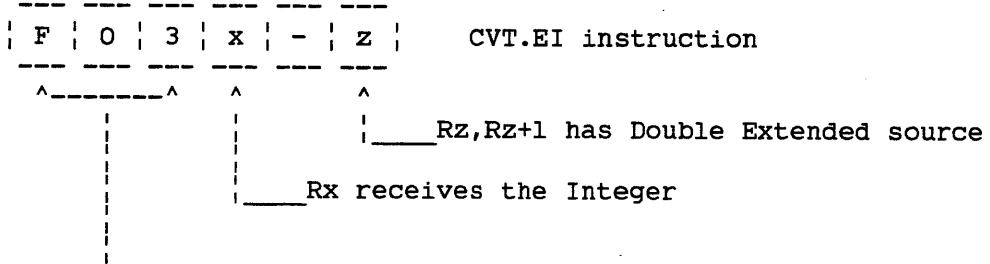 | F | 0 | 3 | x | - | z | CVT.EI instruction
Rz,Rz+1 has Double Extended source
Rx receives the Integer